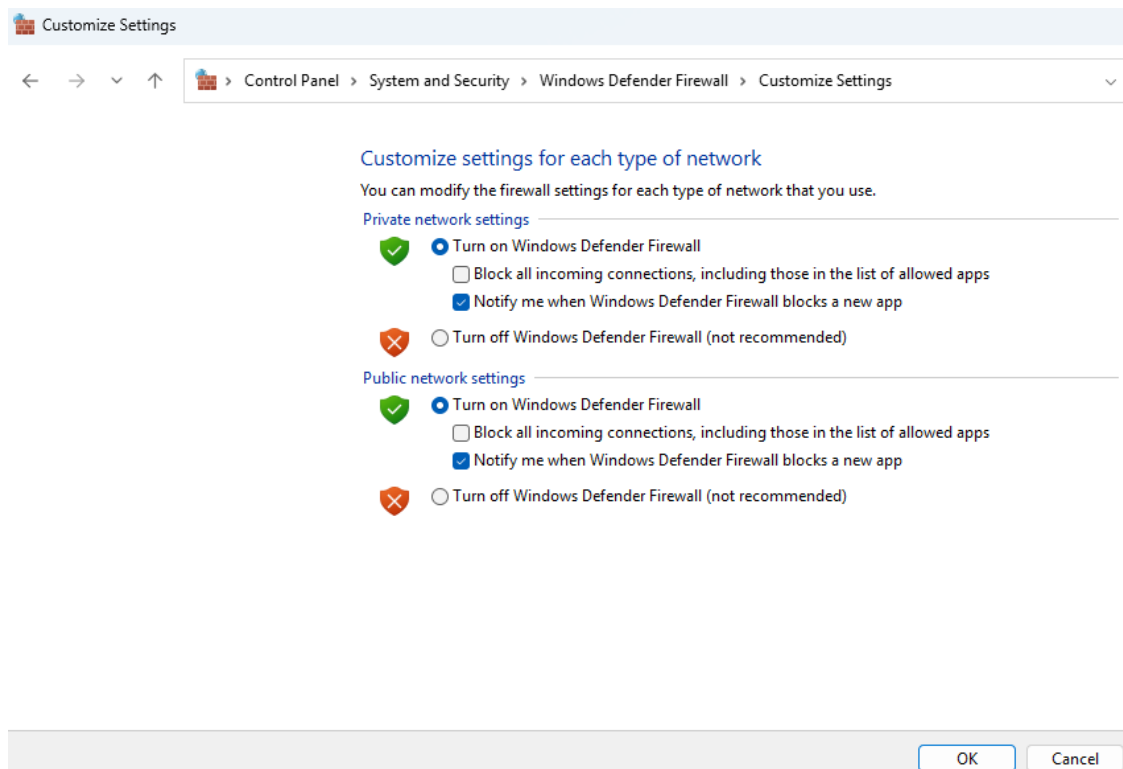 Customize Settings
Control Panel > System and Security > Windows Defender Firewall > Customize Settings
Customize settings for each type of network
You can modify the firewall settings for each type of network that you use.
Private network settings
Turn on Windows Defender Firewall
Block all incoming connections, including those in the list of allowed apps
Notify me when Windows Defender Firewall blocks a new app
Turn off Windows Defender Firewall (not recommended)
Public network settings
Turn on Windows Defender Firewall
Block all incoming connections, including those in the list of allowed apps
Notify me when Windows Defender Firewall blocks a new app
Turn off Windows Defender Firewall (not recommended)
OK Cancel